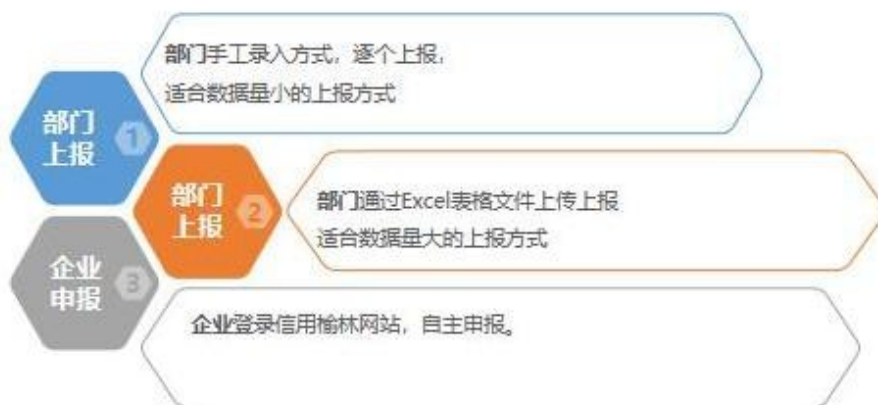 部门
上报
1
部门手工录入方式，逐个上报，
适合数据量小的上报方式
部门
上报
2
部门通过Excel表格文件上传上报
适合数据量大的上报方式
企业
申报
3
企业登录信用榆林网站，自主申报。